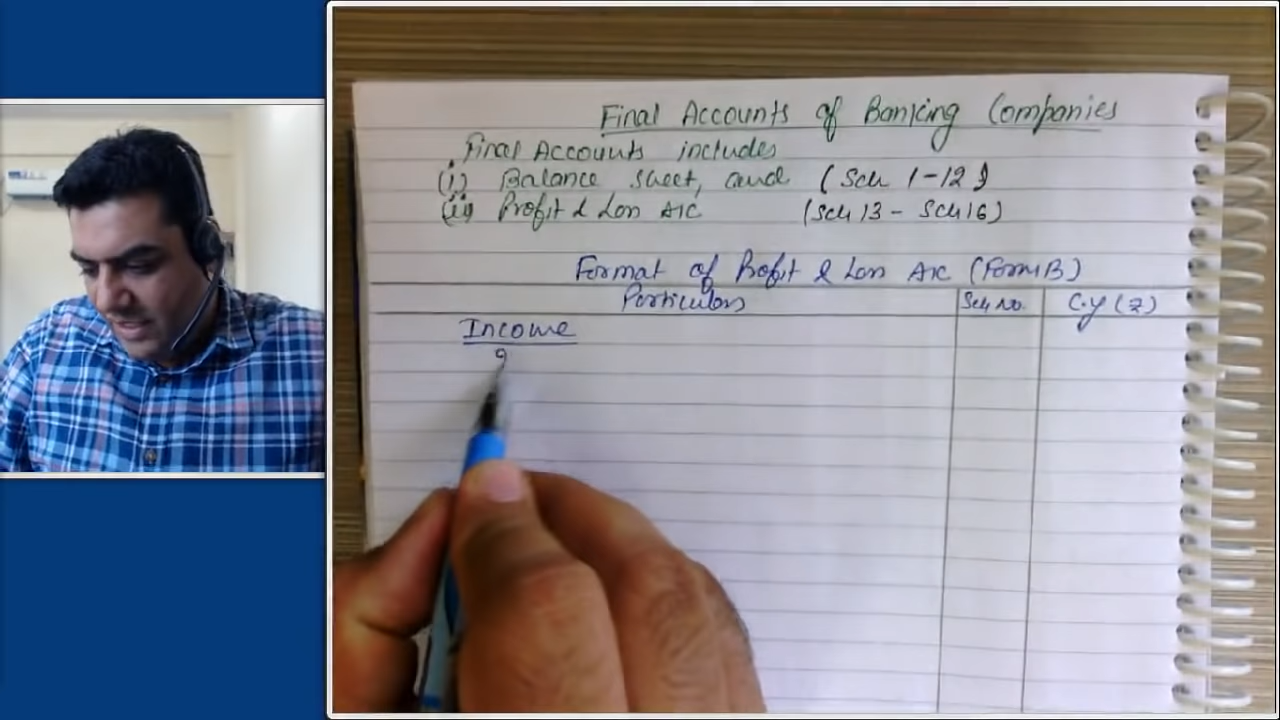 Final Accounts of Banking Companies
Final Accounts includes
(i) Balance sheet, and (Sch 1-12)
(ii) Profit & Loss A/c (Sch 13 - Sch 16)
Format of Profit & Loss A/c (Form B)
Particulars Sch No. C.Y (₹)
Income